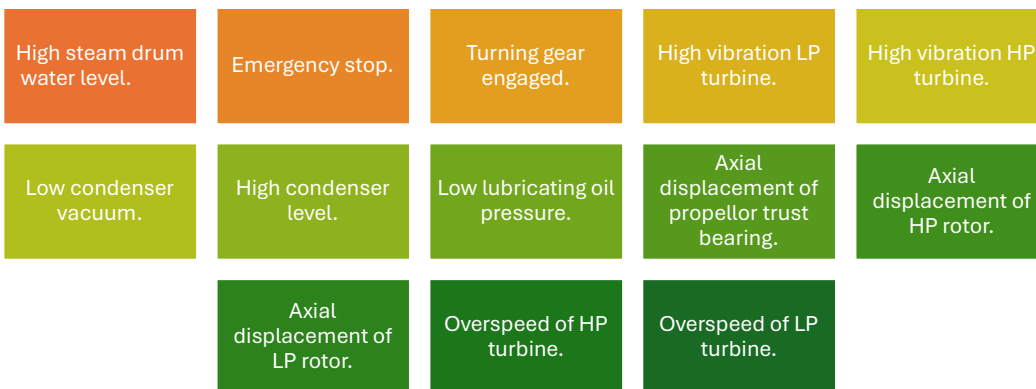 High steam drum
water level.
Emergency stop.
Turning gear
engaged.
High vibration LP
turbine.
High vibration HP
turbine.
Low condenser
vacuum.
High condenser
level.
Low lubricating oil
pressure.
Axial
displacement of
propellor trust
bearing.
Axial
displacement of
HP rotor.
Axial
displacement of
LP rotor.
Overspeed of HP
turbine.
Overspeed of LP
turbine.